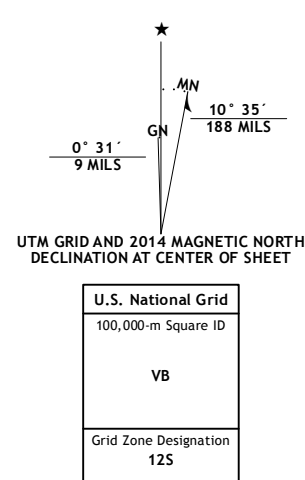 ★
MN
GN
10° 35´
188 MILS
0° 31´
9 MILS
UTM GRID AND 2014 MAGNETIC NORTH
DECLINATION AT CENTER OF SHEET
U.S. National Grid
100,000-m Square ID
VB
Grid Zone Designation
12S